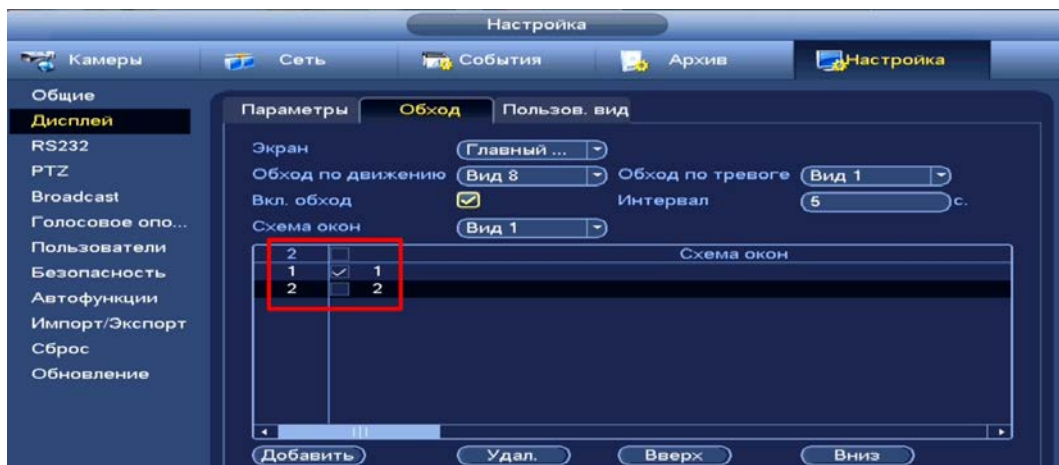 Настройка
Камеры Сеть События Архив Настройка
Общие
Дисплей
RS232
PTZ
Broadcast
Голосовое опо...
Пользователи
Безопасность
Автофункции
Импорт/Экспорт
Сброс
Обновление
Параметры Обход Пользов. вид
Экран Главный ...
Обход по движению Вид 8 Обход по тревоге Вид 1
Вкл. обход Интервал 5 с.
Схема окон Вид 1
2 Схема окон
1 1
2 2
Добавить Удал. Вверх Вниз